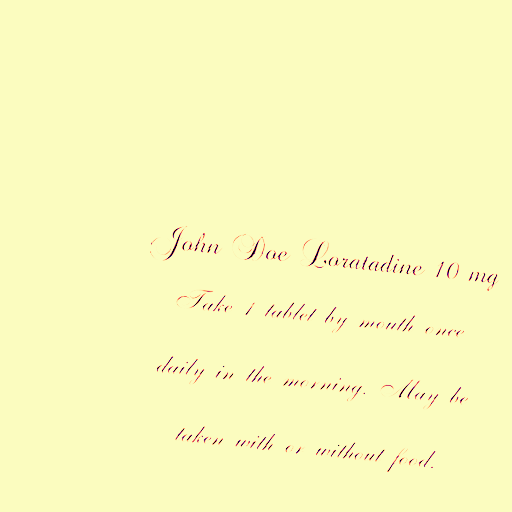 John Doe Loratadine 10 mg
Take 1 tablet by mouth once
daily in the morning. May be
taken with or without food.